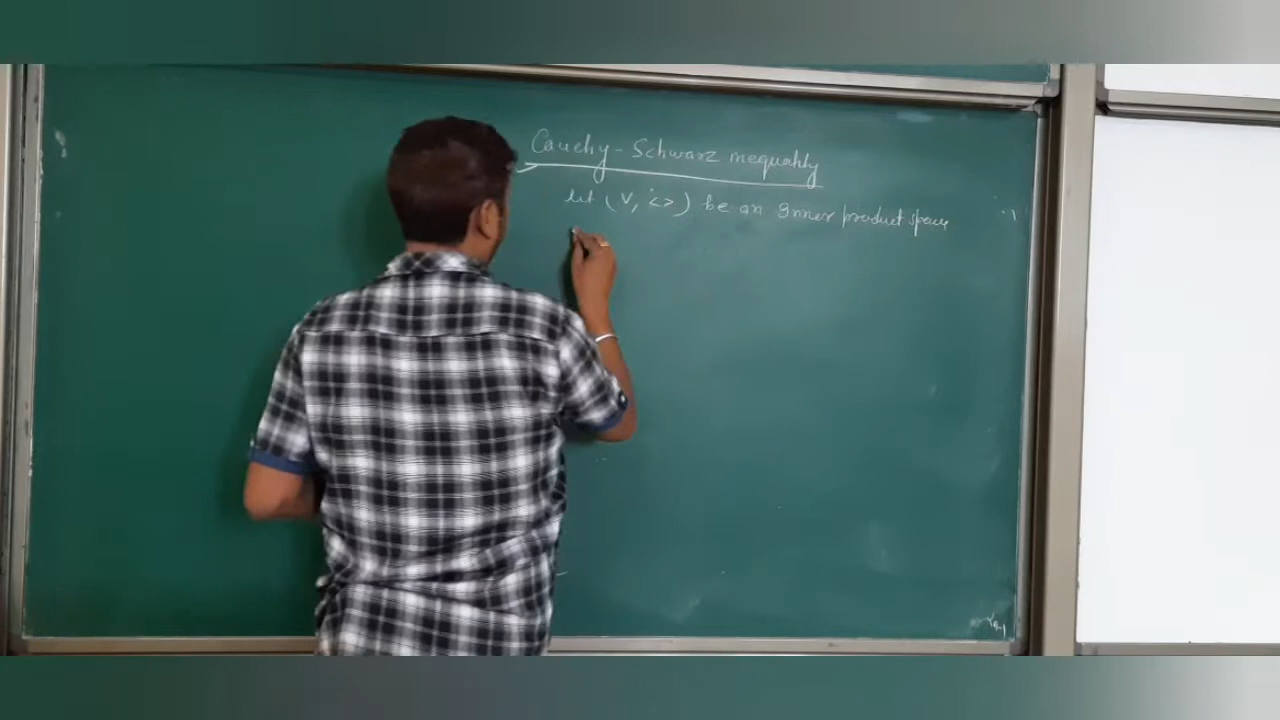 Cauchy-Schwarz inequality
let (V, <>) be an Inner product space